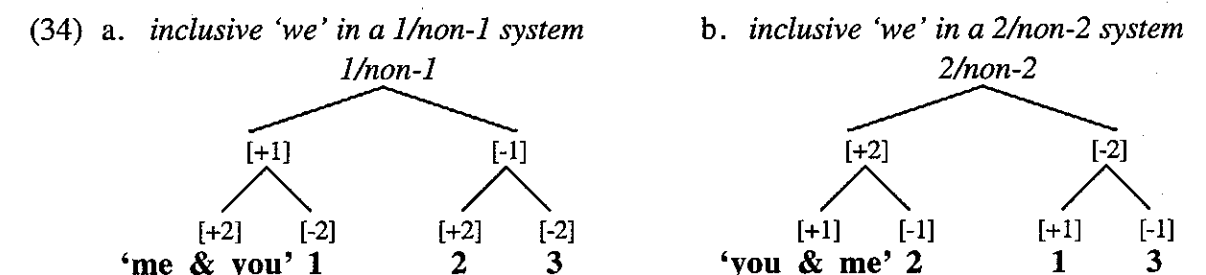 (34) a. inclusive 'we' in a 1/non-1 system b. inclusive 'we' in a 2/non-2 system
1/non-1 2/non-2
[+1] [-1] [+2] [-2]
[+2] [-2] [+2] [-2] [+1] [-1] [+1] [-1]
'me & you' 1 2 3 'you & me' 2 1 3